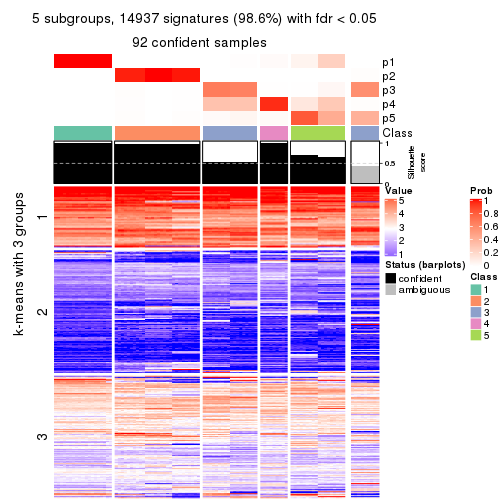 5 subgroups, 14937 signatures (98.6%) with fdr < 0.05
92 confident samples
p1
p2
p3
p4
p5
Class
1
0.5
0
Silhouette
score
k-means with 3 groups
1
2
3
Value
5
4
3
2
1
Status (barplots)
confident
ambiguous
Prob
1
0.8
0.6
0.4
0.2
0
Class
1
2
3
4
5